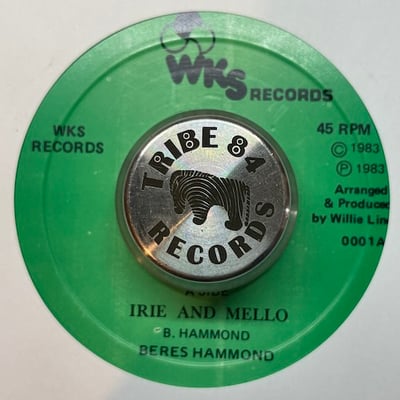 WKS RECORDS
WKS
RECORDS
45 RPM
© 1983
℗ 1983
Arranged
& Produced
by Willie Lin
0001A
TRIBE 84
RECORDS
A SIDE
IRIE AND MELLO
B. HAMMOND
BERES HAMMOND